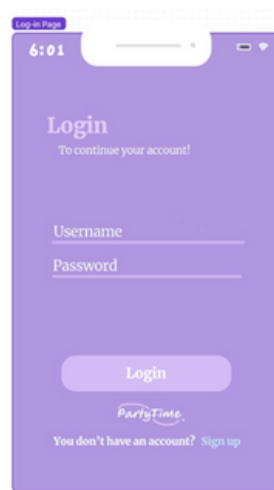 Log-in Page
6:01
Login
To continue your account!
Username
Password
Login
PartyTime.
You don't have an account? Sign up